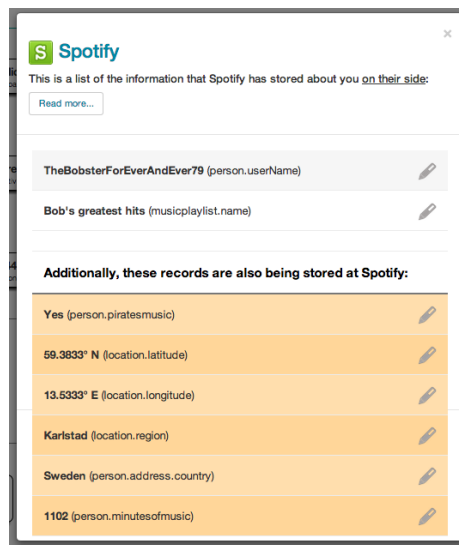 ×
S Spotify
This is a list of the information that Spotify has stored about you on their side:
Read more...
TheBobsterForEverAndEver79 (person.userName)
Bob's greatest hits (musicplaylist.name)
Additionally, these records are also being stored at Spotify:
Yes (person.piratesmusic)
59.3833° N (location.latitude)
13.5333° E (location.longitude)
Karlstad (location.region)
Sweden (person.address.country)
1102 (person.minutesofmusic)